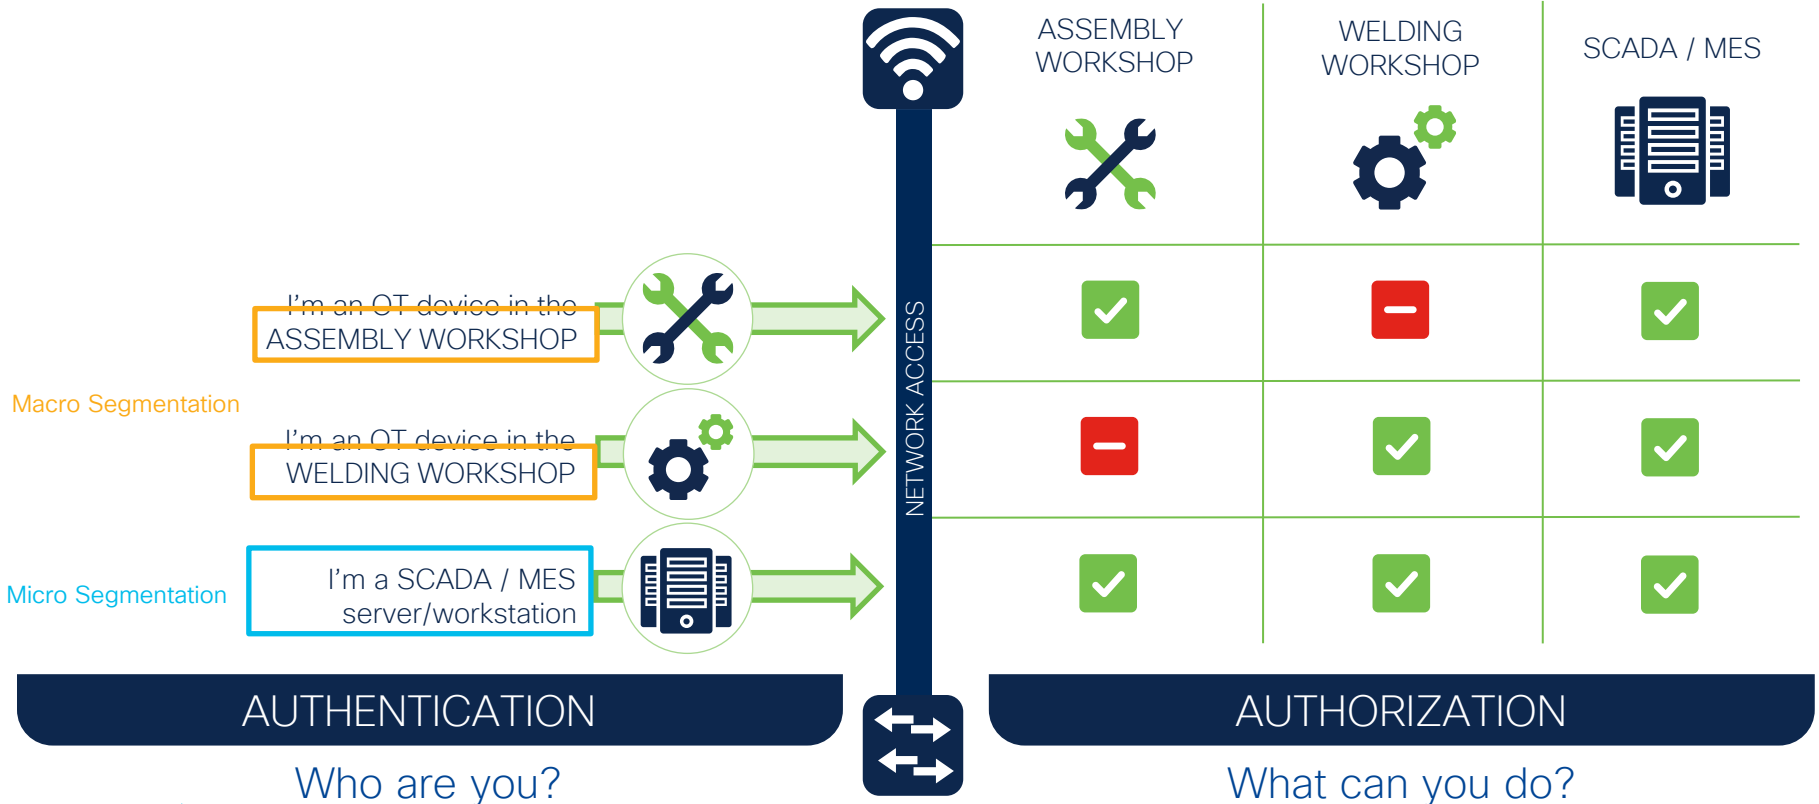 ASSEMBLY
WORKSHOP
WELDING
WORKSHOP
SCADA / MES
I'm an OT device in the
ASSEMBLY WORKSHOP
Macro Segmentation
I'm an OT device in the
WELDING WORKSHOP
Micro Segmentation
I'm a SCADA / MES
server/workstation
NETWORK ACCESS
AUTHENTICATION
Who are you?
AUTHORIZATION
What can you do?